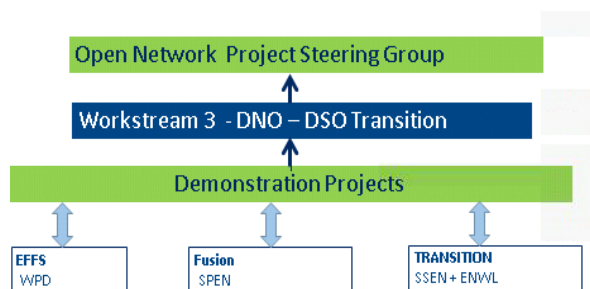 Open Network Project Steering Group
Workstream 3 - DNO – DSO Transition
Demonstration Projects
EFFS
WPD
Fusion
SPEN
TRANSITION
SSEN + ENWL